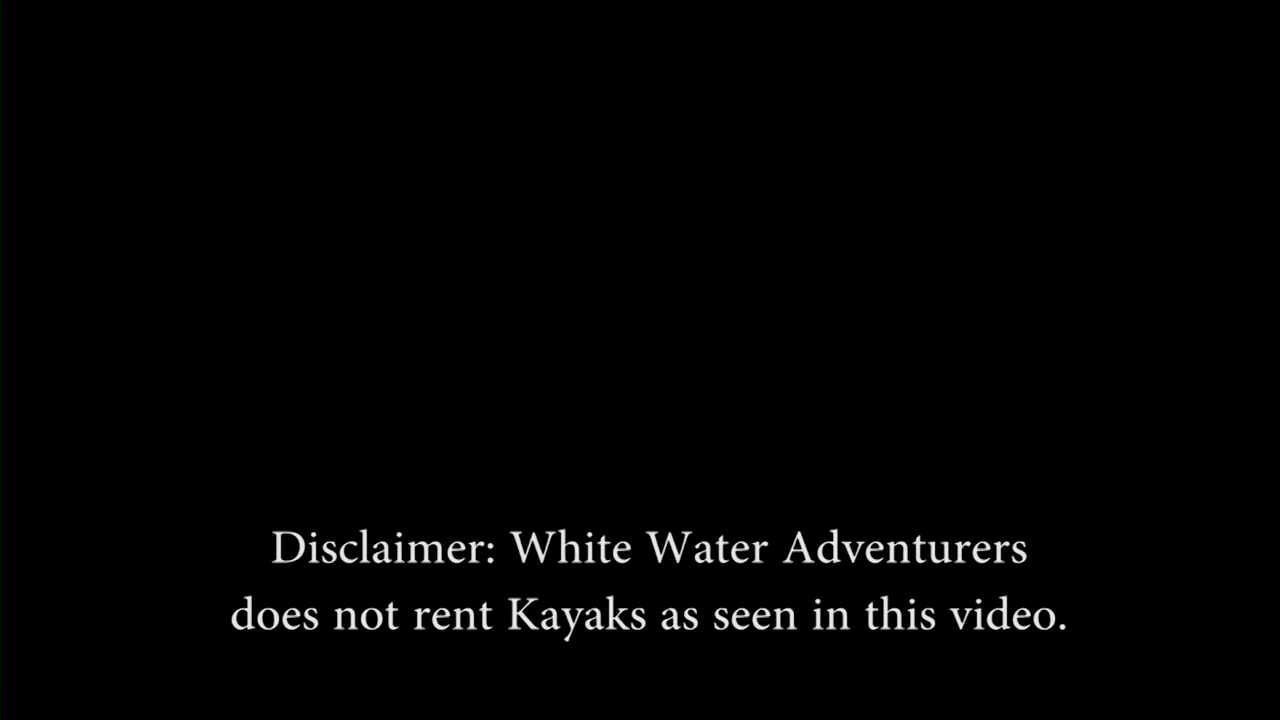 Disclaimer: White Water Adventurers
does not rent Kayaks as seen in this video.